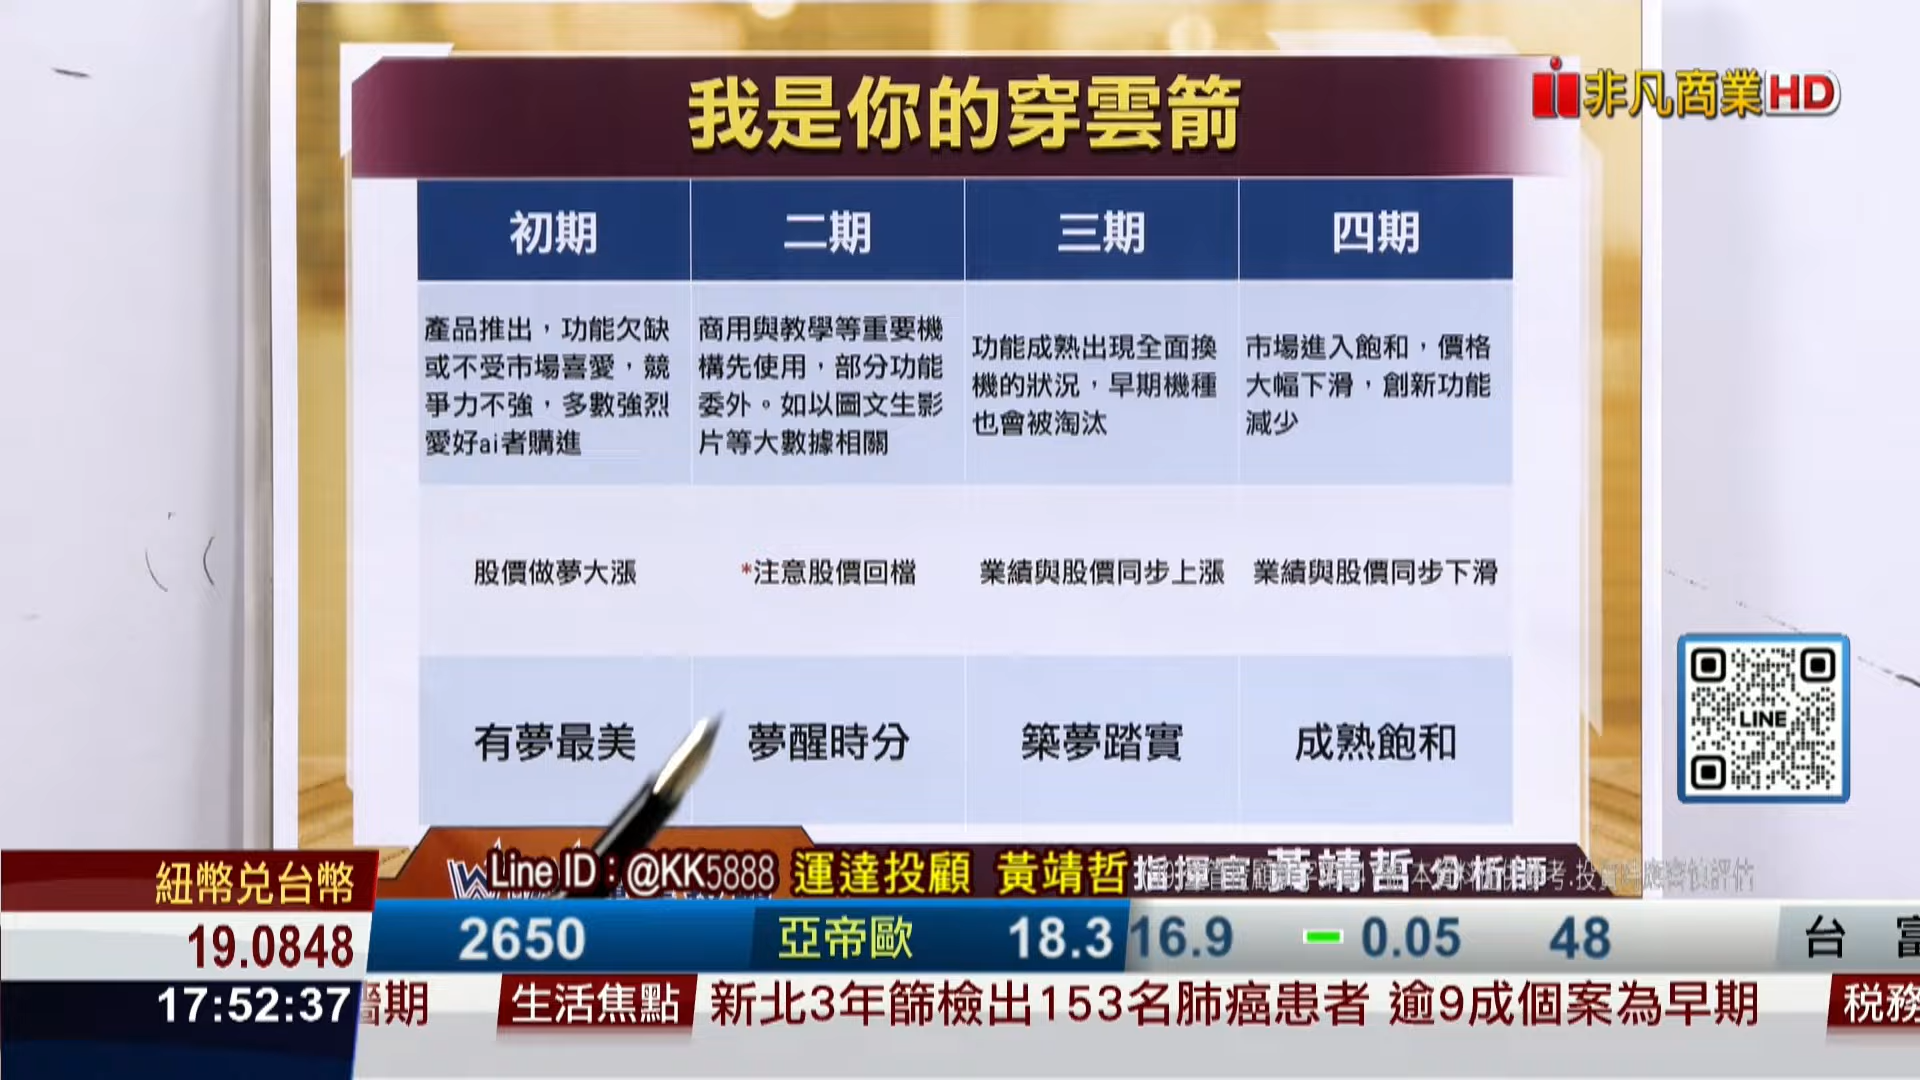 我是你的穿雲箭
非凡商業HD
初期
二期
三期
四期
產品推出，功能欠缺
或不受市場喜愛，競
爭力不強，多數強烈
愛好ai者購進
商用與教學等重要機
構先使用，部分功能
委外。如以圖文生影
片等大數據相關
功能成熟出現全面換
機的狀況，早期機種
也會被淘汰
市場進入飽和，價格
大幅下滑，創新功能
減少
股價做夢大漲
*注意股價回檔
業績與股價同步上漲
業績與股價同步下滑
有夢最美
夢醒時分
築夢踏實
成熟飽和
LINE
Line ID：@KK5888 運達投顧 黃靖哲
黃靖哲 分析師
紐幣兌台幣
19.0848
2650 亞帝歐 18.3 16.9 0.05 48 台
17:52:37
期 生活焦點 新北3年篩檢出153名肺癌患者 逾9成個案為早期 税務